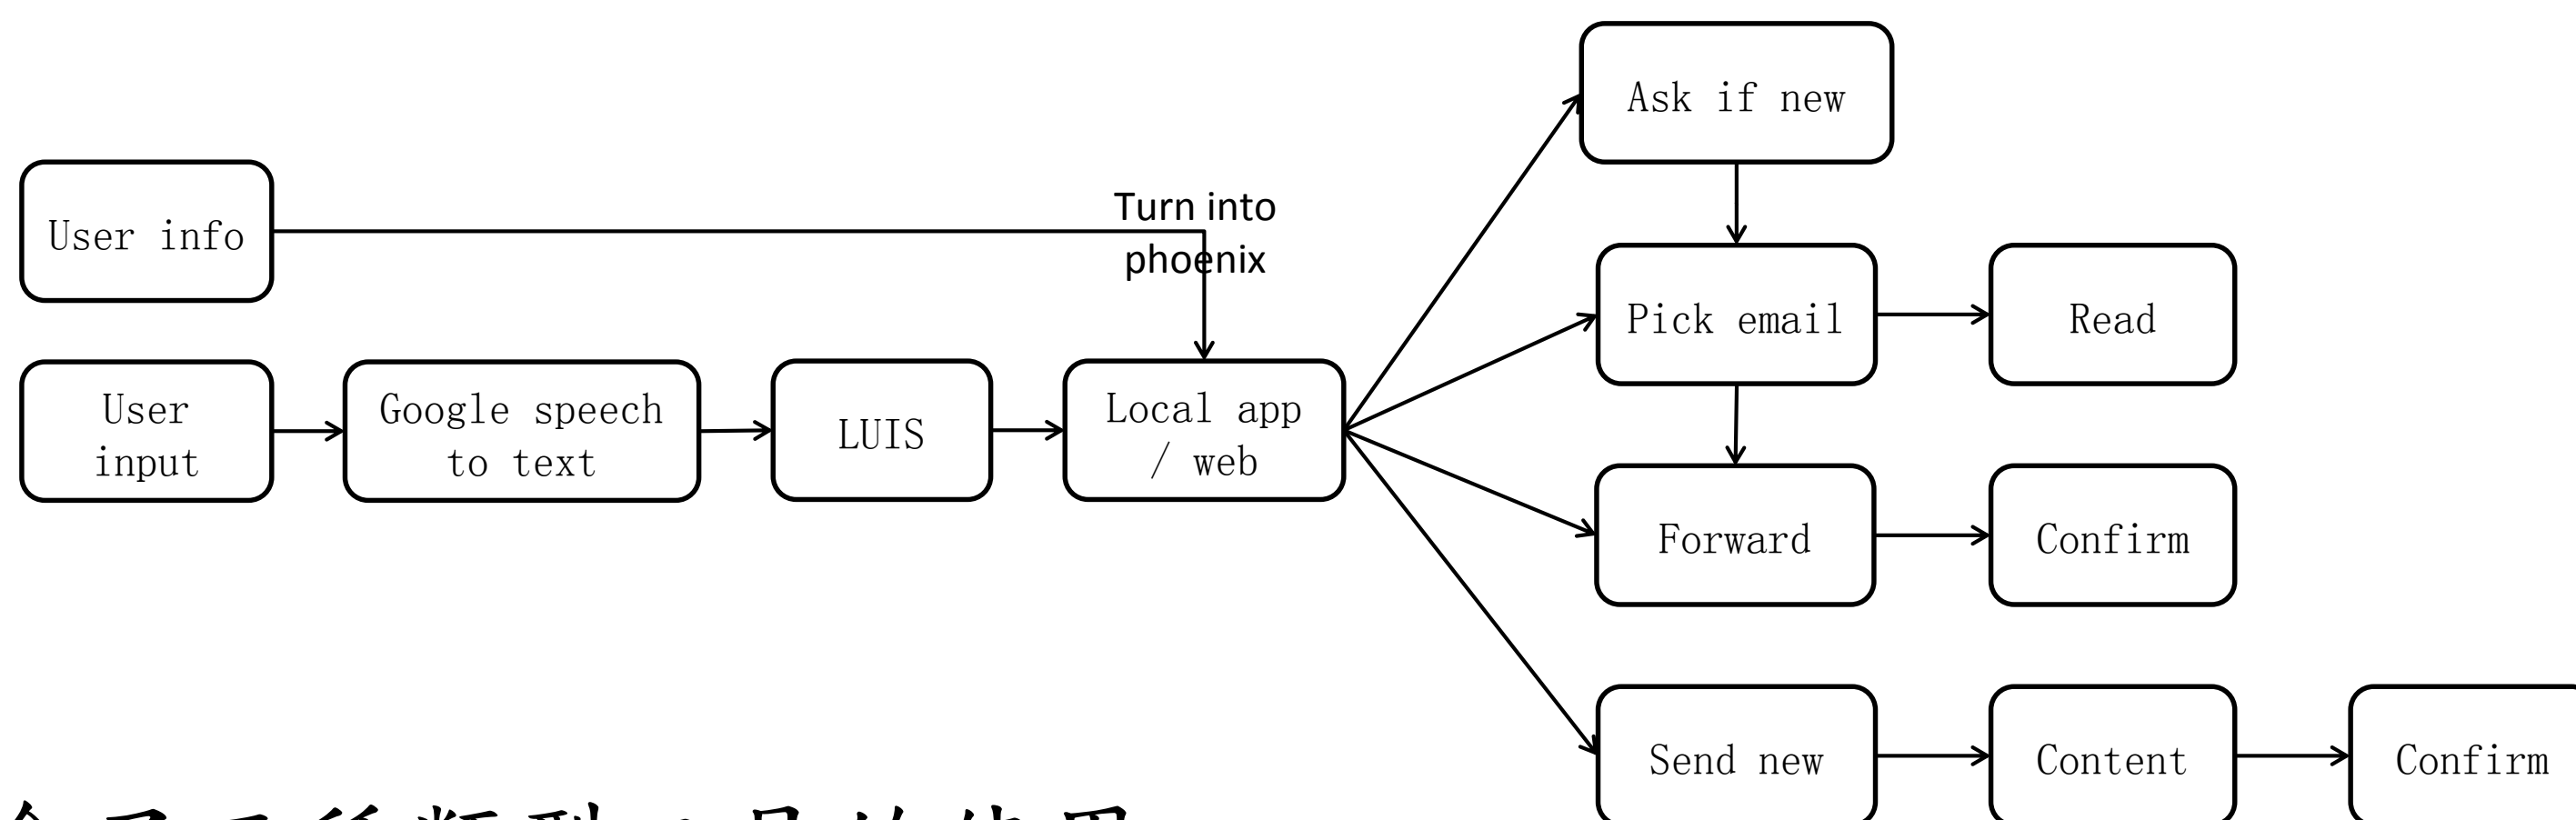 Ask if new
User info
Turn into
phoenix
Pick email
Read
User
input
Google speech
to text
LUIS
Local app
/ web
Forward
Confirm
Send new
Content
Confirm